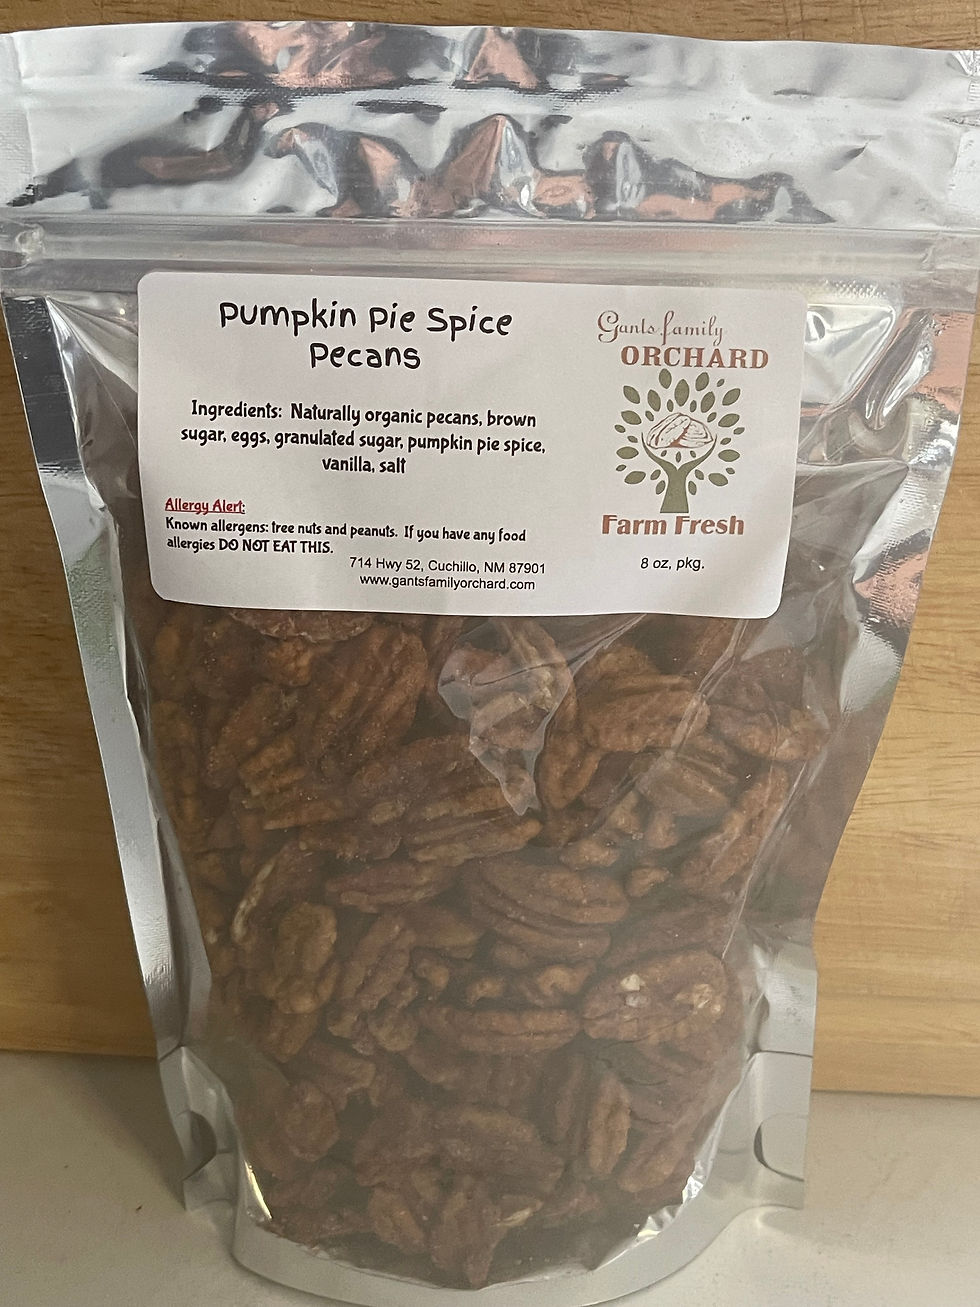 Pumpkin Pie Spice
Pecans
Ingredients: Naturally organic pecans, brown
sugar, eggs, granulated sugar, pumpkin pie spice,
vanilla, salt
Allergy Alert:
Known allergens: tree nuts and peanuts. If you have any food
allergies DO NOT EAT THIS.
714 Hwy 52, Cuchillo, NM 87901
www.gantsfamilyorchard.com
Gants family
ORCHARD
Farm Fresh
8 oz, pkg.